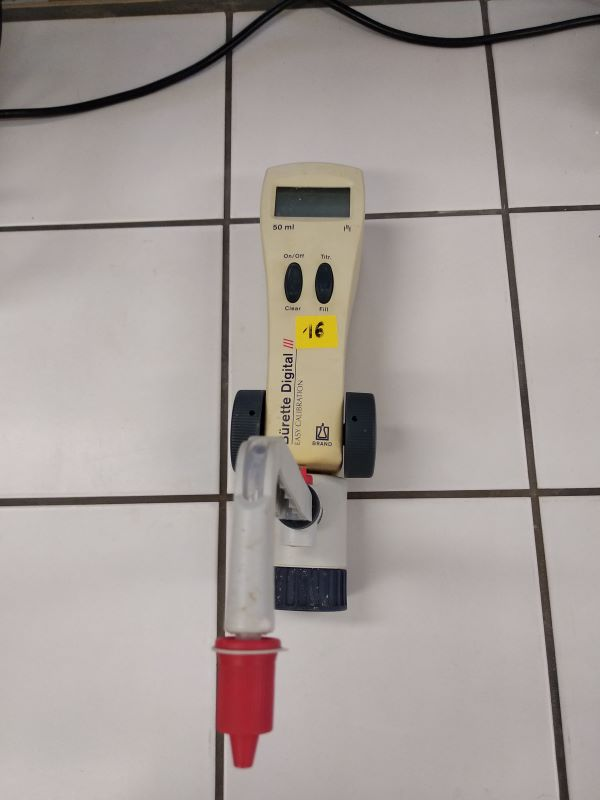 50 ml
On/Off Titr.
Clear Fill
16
Bürette Digital III
EASY CALIBRATION
BRAND